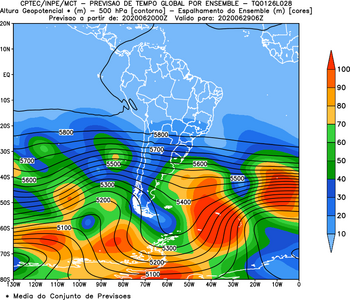 CPTEC/INPE/MCT - PREVISAO DE TEMPO GLOBAL POR ENSEMBLE - TQ0126L028
Altura Geopotencial * (m) - 500 hPa [contorno] - Espalhamento do Ensemble (m) [cores]
Previsao a partir de: 2020062000Z Valido para: 2020062906Z
20N
10N
EQ
10S
20S
30S
40S
50S
60S
70S
80S
130W 120W 110W 100W 90W 80W 70W 60W 50W 40W 30W 20W 10W 0
5800
5800
5700
5700
5600
5500
5500
5400
5300
5300
5200
5200
5100
5100
100
90
80
70
60
50
40
30
20
10
* Media do Conjunto de Previsoes